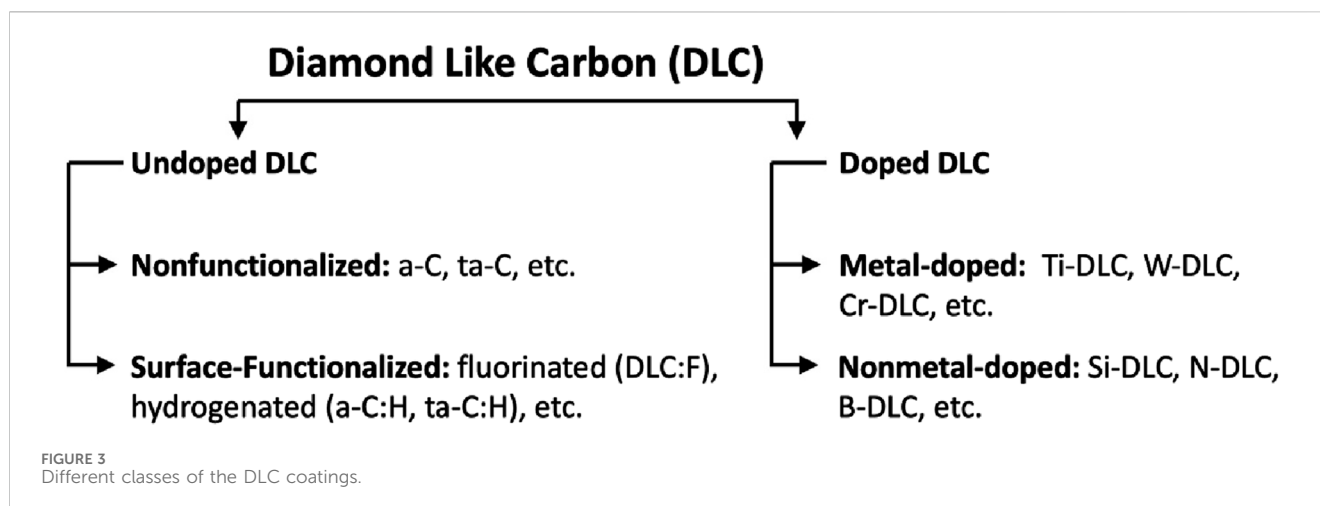 Diamond Like Carbon (DLC)
Undoped DLC
Nonfunctionalized: a-C, ta-C, etc.
Surface-Functionalized: fluorinated (DLC:F),
hydrogenated (a-C:H, ta-C:H), etc.
Doped DLC
Metal-doped: Ti-DLC, W-DLC,
Cr-DLC, etc.
Nonmetal-doped: Si-DLC, N-DLC,
B-DLC, etc.
FIGURE 3
Different classes of the DLC coatings.